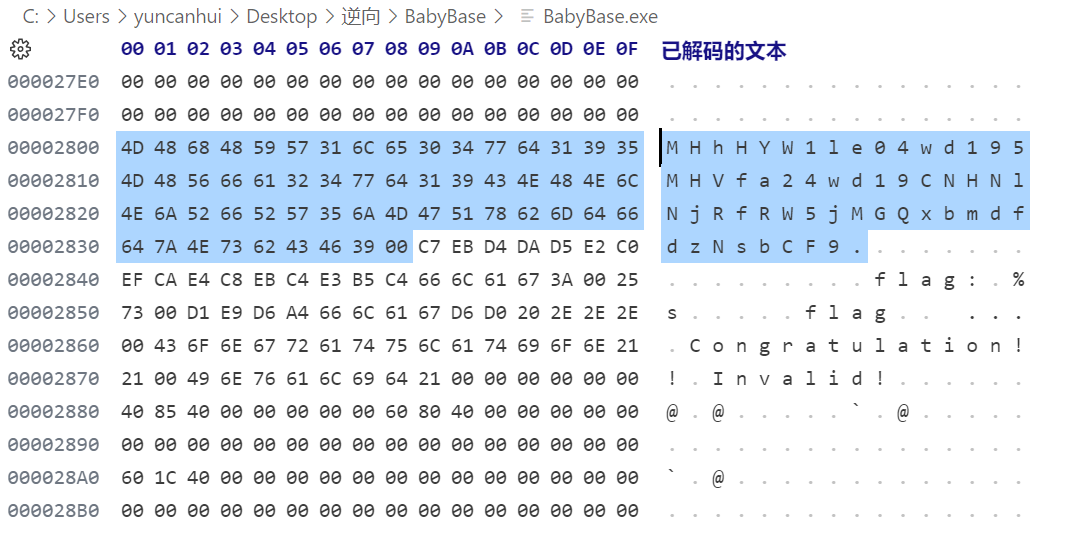 C: > Users > yuncanhui > Desktop > 逆向 > BabyBase > BabyBase.exe
00 01 02 03 04 05 06 07 08 09 0A 0B 0C 0D 0E 0F 已解码的文本
000027E0 00 00 00 00 00 00 00 00 00 00 00 00 00 00 00 00 . . . . . . . . . . . . . . . .
000027F0 00 00 00 00 00 00 00 00 00 00 00 00 00 00 00 00 . . . . . . . . . . . . . . . .
00002800 4D 48 68 48 59 57 31 6C 65 30 34 77 64 31 39 35 M H h H Y W 1 l e 0 4 w d 1 9 5
00002810 4D 48 56 66 61 32 34 77 64 31 39 43 4E 48 4E 6C M H V f a 2 4 w d 1 9 C N H N l
00002820 4E 6A 52 66 52 57 35 6A 4D 47 51 78 62 6D 64 66 N j R f R W 5 j M G Q x b m d f
00002830 64 7A 4E 73 62 43 46 39 00 C7 EB D4 DA D5 E2 C0 d z N s b C F 9 . . . . . . . .
00002840 EF CA E4 C8 EB C4 E3 B5 C4 66 6C 61 67 3A 00 25 . . . . . . . . . f l a g : . %
00002850 73 00 D1 E9 D6 A4 66 6C 61 67 D6 D0 20 2E 2E 2E s . . . . . f l a g . .   . . .
00002860 00 43 6F 6E 67 72 61 74 75 6C 61 74 69 6F 6E 21 . C o n g r a t u l a t i o n !
00002870 21 00 49 6E 76 61 6C 69 64 21 00 00 00 00 00 00 ! . I n v a l i d ! . . . . . .
00002880 40 85 40 00 00 00 00 00 60 80 40 00 00 00 00 00 @ . @ . . . . . ` . @ . . . . .
00002890 00 00 00 00 00 00 00 00 00 00 00 00 00 00 00 00 . . . . . . . . . . . . . . . .
000028A0 60 1C 40 00 00 00 00 00 00 00 00 00 00 00 00 00 ` . @ . . . . . . . . . . . . .
000028B0 00 00 00 00 00 00 00 00 00 00 00 00 00 00 00 00 . . . . . . . . . . . . . . . .